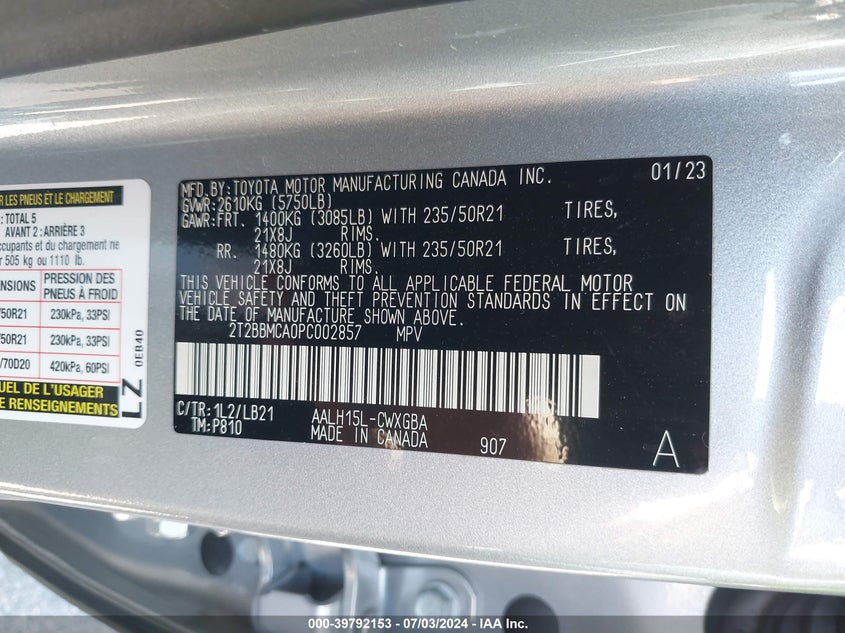 R LES PNEUS ET LE CHARGEMENT
: TOTAL 5
AVANT 2 : ARRIÈRE 3
occupants et du chargement ne
r 505 kg ou 1110 lb.
NSIONS PRESSION DES PNEUS À FROID
/50R21 230kPa, 33PSI
/50R21 230kPa, 33PSI
/70D20 420kPa, 60PSI
UEL DE L'USAGER
E RENSEIGNEMENTS
LZ 0EB40
MFD.BY:TOYOTA MOTOR MANUFACTURING CANADA INC. 01/23
GVWR:2610KG (5750LB)
GAWR:FRT. 1400KG (3085LB) WITH 235/50R21 TIRES,
21X8J RIMS.
RR. 1480KG (3260LB) WITH 235/50R21 TIRES,
21X8J RIMS.
THIS VEHICLE CONFORMS TO ALL APPLICABLE FEDERAL MOTOR
VEHICLE SAFETY AND THEFT PREVENTION STANDARDS IN EFFECT ON
THE DATE OF MANUFACTURE SHOWN ABOVE.
2T2BBMCA0PC002857 MPV
C/TR:1L2/LB21 AALH15L-CWXGBA
TM:P810 MADE IN CANADA 907 A
000-39792153 - 07/03/2024 - IAA Inc.